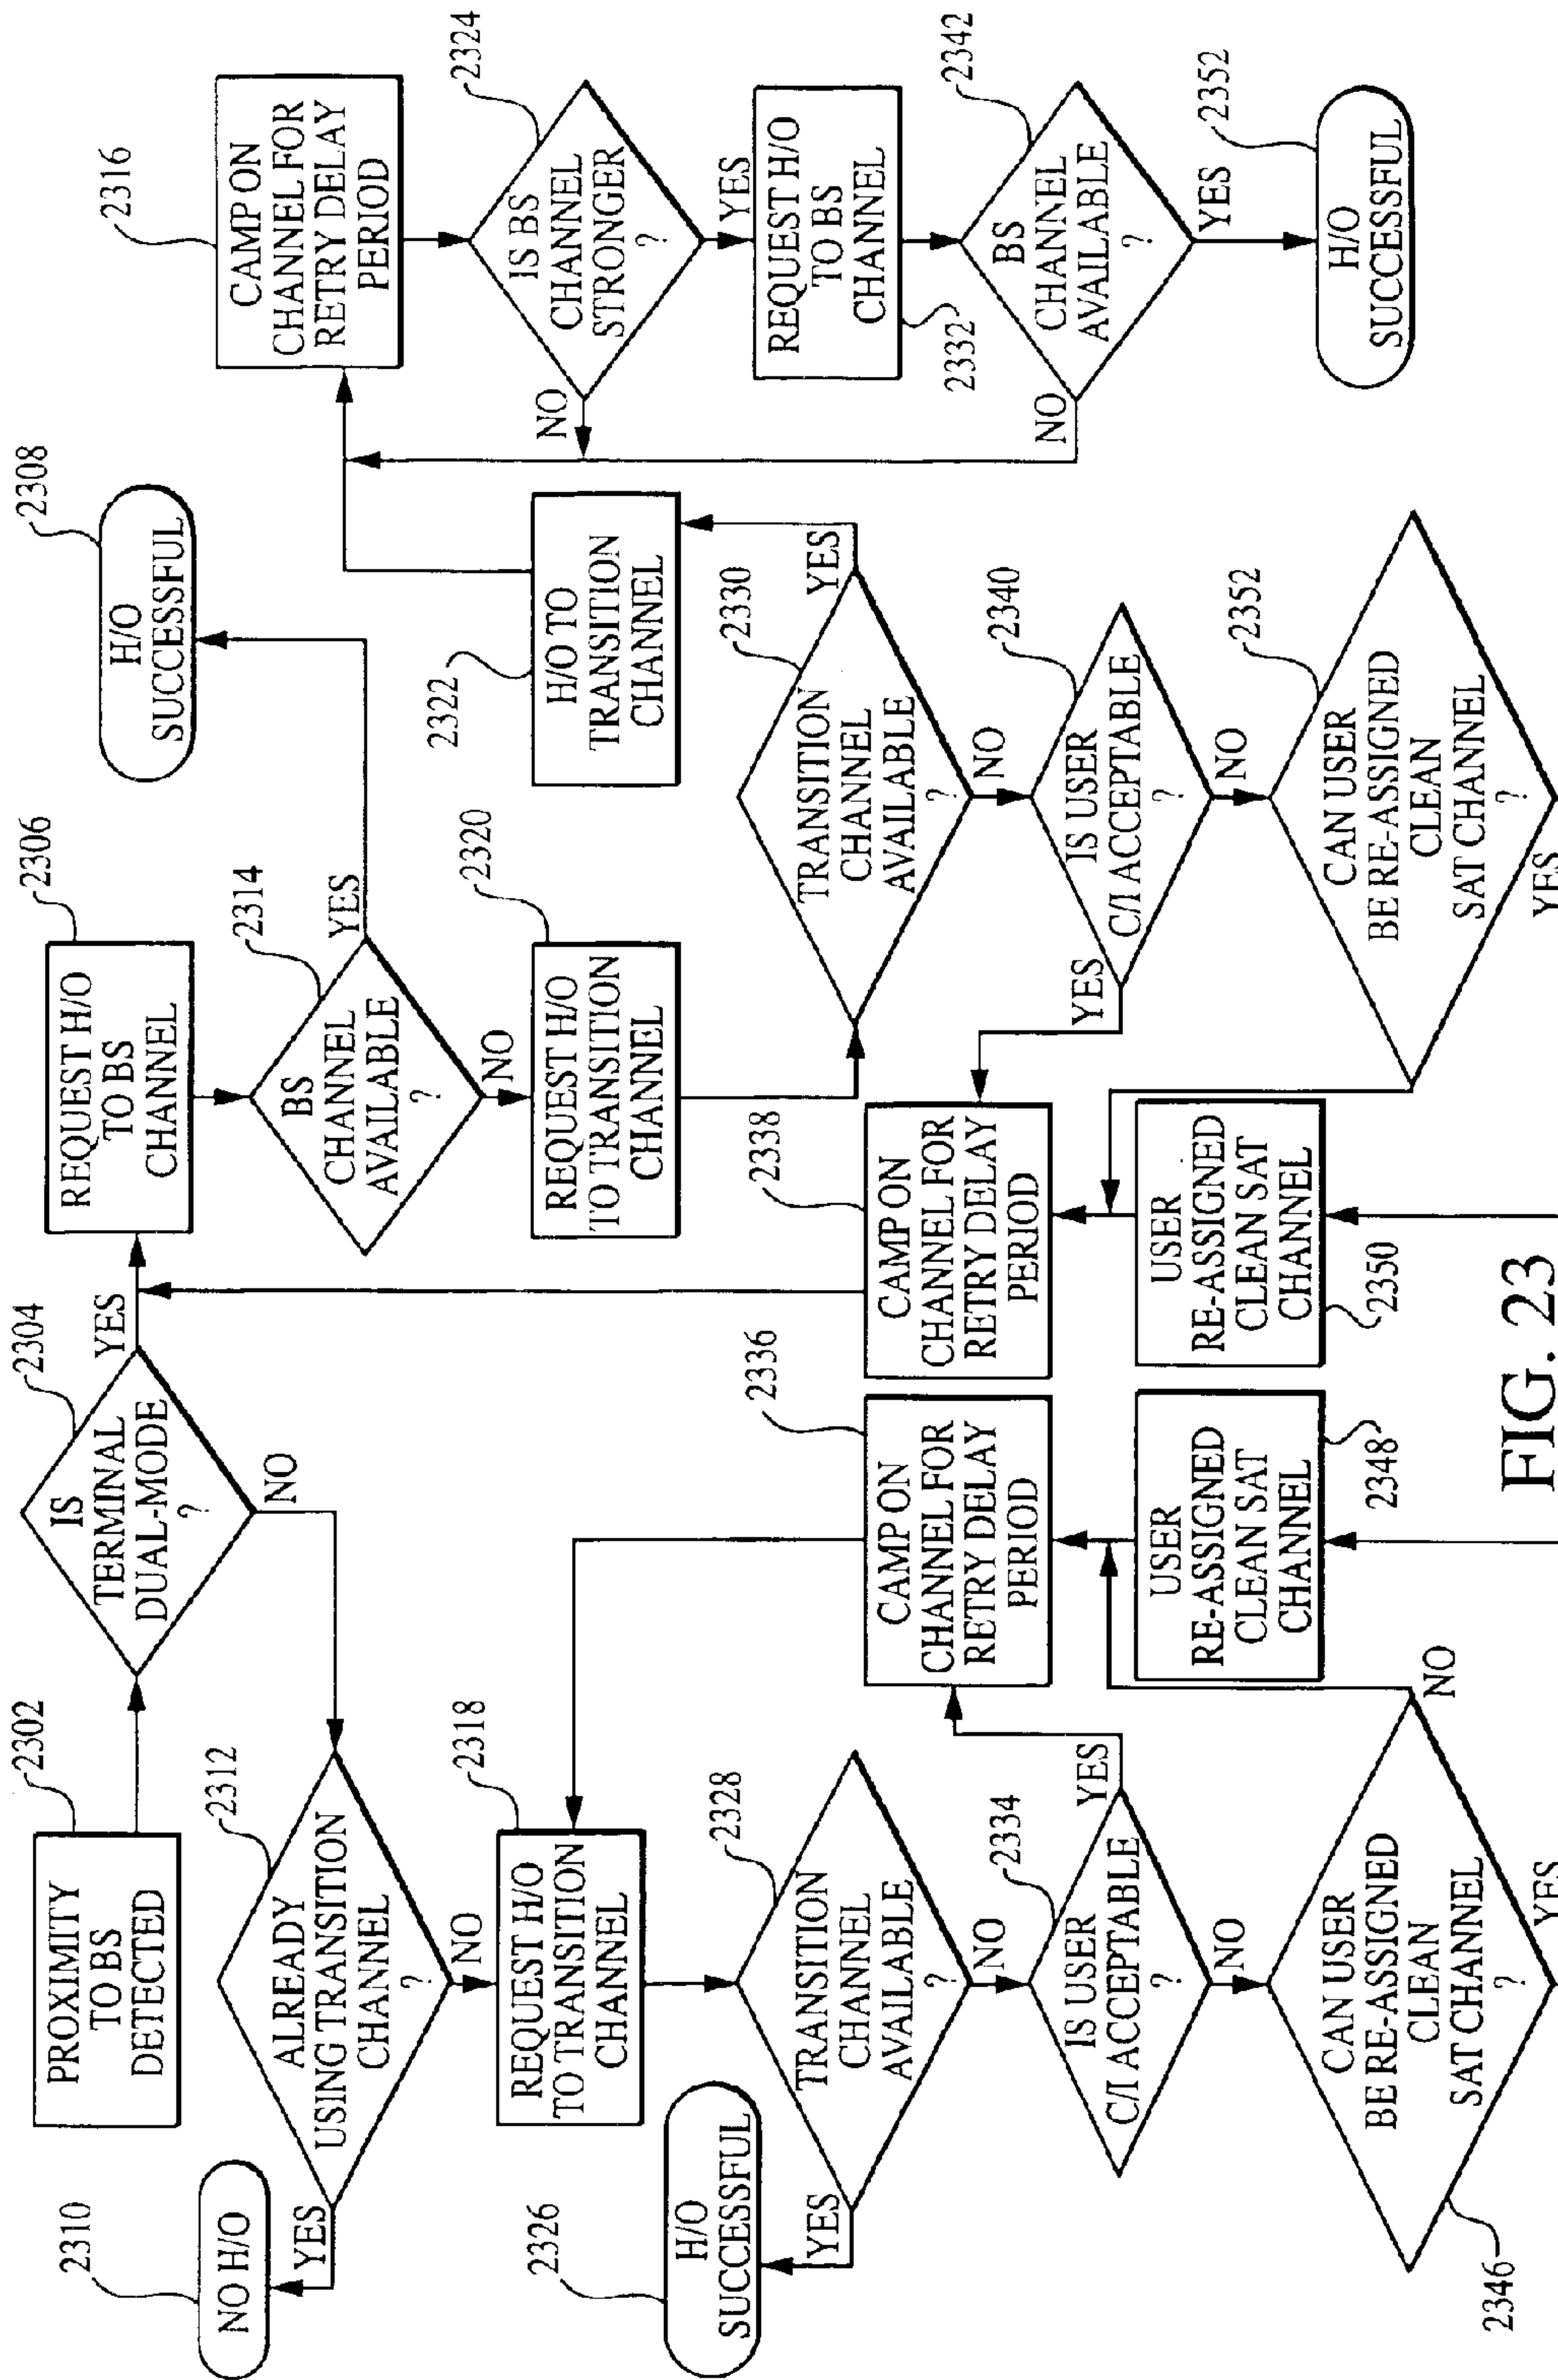 2302
PROXIMITY
TO BS
DETECTED
2304
IS
TERMINAL
DUAL-MODE
?
YES
NO
2306
REQUEST H/O
TO BS
CHANNEL
2308
H/O
SUCCESSFUL
2310
NO H/O
YES
2312
ALREADY
USING TRANSITION
CHANNEL
?
NO
2314
BS
CHANNEL
AVAILABLE
?
YES
NO
2316
CAMP ON
CHANNEL FOR
RETRY DELAY
PERIOD
2318
REQUEST H/O
TO TRANSITION
CHANNEL
2320
REQUEST H/O
TO TRANSITION
CHANNEL
2322
H/O TO
TRANSITION
CHANNEL
2324
IS BS
CHANNEL
STRONGER
?
NO
YES
2326
H/O
SUCCESSFUL
YES
2328
TRANSITION
CHANNEL
AVAILABLE
?
NO
2330
TRANSITION
CHANNEL
AVAILABLE
?
YES
NO
2332
REQUEST H/O
TO BS
CHANNEL
2334
IS USER
C/I ACCEPTABLE
?
YES
NO
2336
CAMP ON
CHANNEL FOR
RETRY DELAY
PERIOD
2338
CAMP ON
CHANNEL FOR
RETRY DELAY
PERIOD
2340
IS USER
C/I ACCEPTABLE
?
YES
NO
2342
BS
CHANNEL
AVAILABLE
?
NO
YES
2346
CAN USER
BE RE-ASSIGNED
CLEAN
SAT CHANNEL
?
NO
YES
2348
USER
RE-ASSIGNED
CLEAN SAT
CHANNEL
2350
USER
RE-ASSIGNED
CLEAN SAT
CHANNEL
2352
CAN USER
BE RE-ASSIGNED
CLEAN
SAT CHANNEL
?
YES
2352
H/O
SUCCESSFUL
FIG. 23